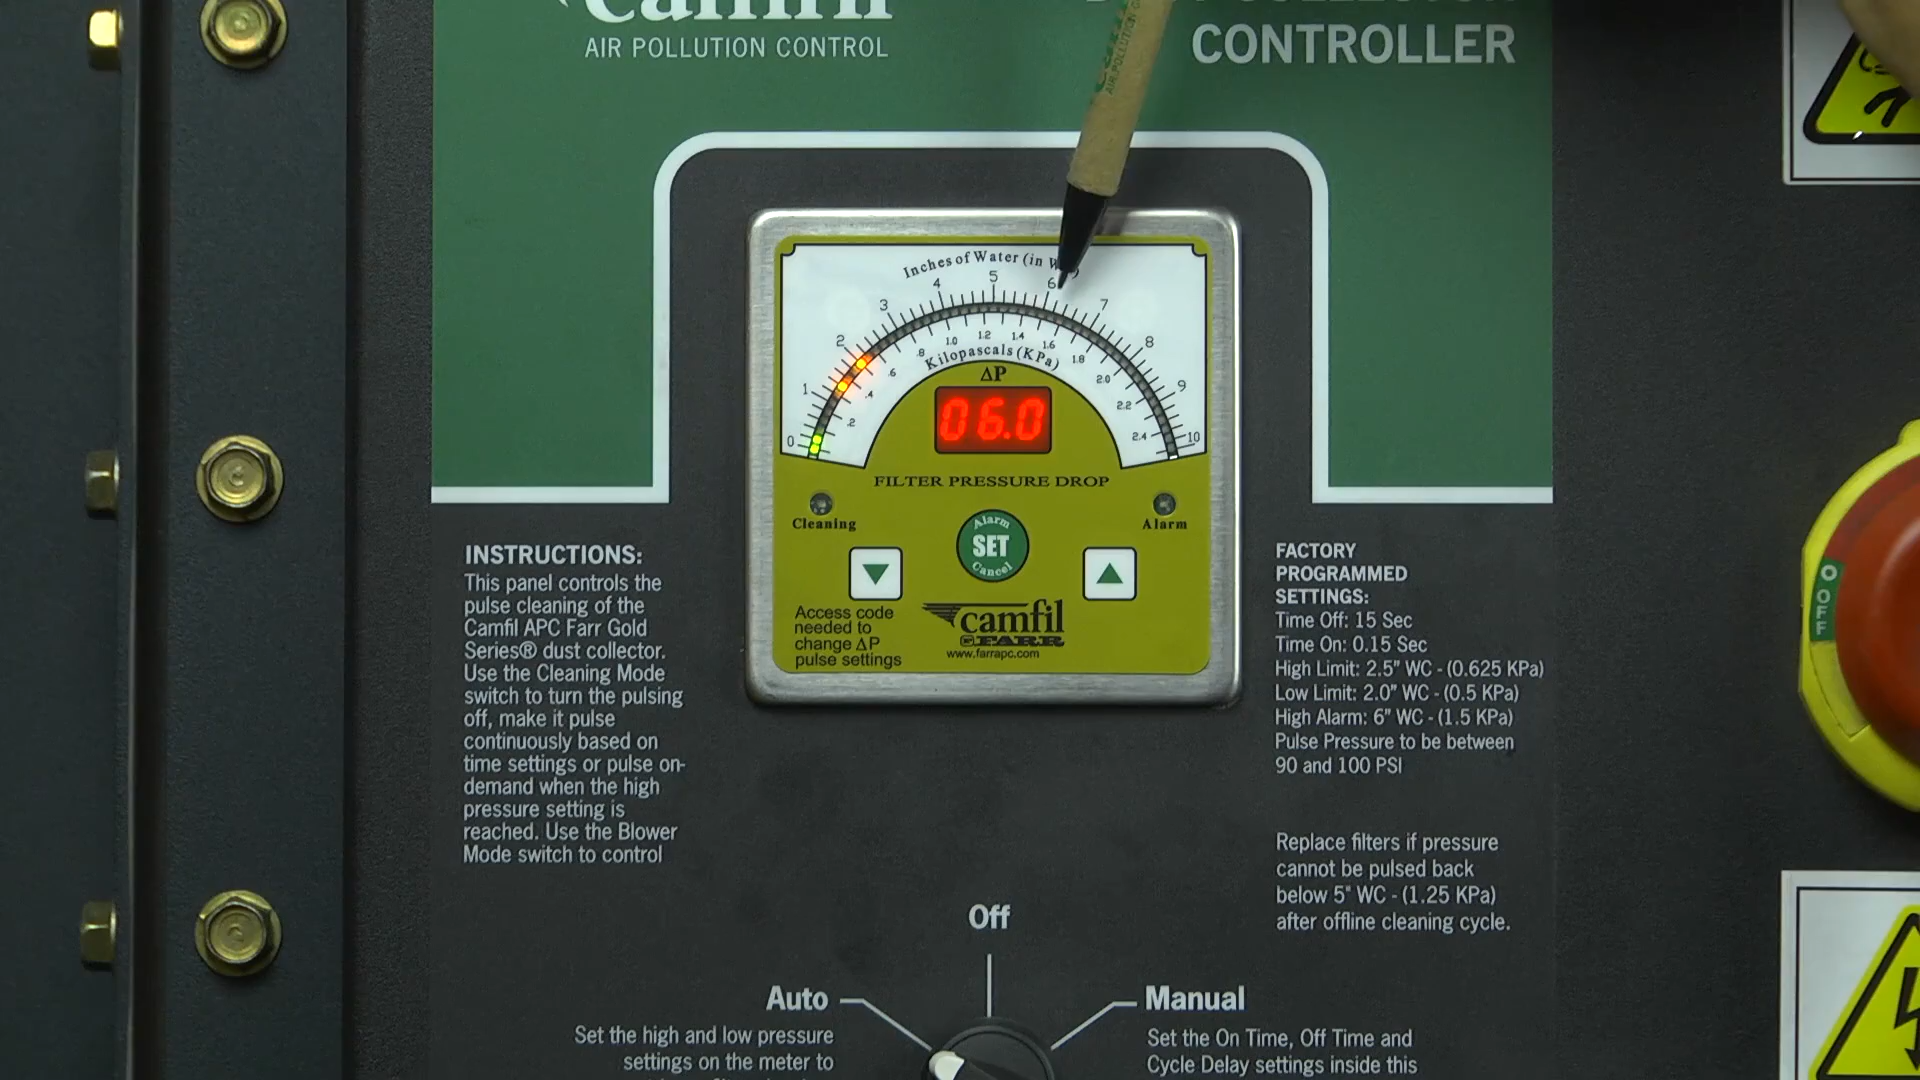 camfil
AIR POLLUTION CONTROL
CONTROLLER
Inches of Water (in
0 1 2 3 4 5 6 7 8 9 10
.2 .4 .6 .8 1.0 1.2 1.4 1.6 1.8 2.0 2.2 2.4
Kilopascals (KPa)
ΔP
06.0
FILTER PRESSURE DROP
Cleaning
Alarm
Alarm
SET
Cancel
Access code
needed to
change ΔP
pulse settings
camfil
FARR
www.farrapc.com
INSTRUCTIONS:
This panel controls the
pulse cleaning of the
Camfil APC Farr Gold
Series® dust collector.
Use the Cleaning Mode
switch to turn the pulsing
off, make it pulse
continuously based on
time settings or pulse on-
demand when the high
pressure setting is
reached. Use the Blower
Mode switch to control
FACTORY
PROGRAMMED
SETTINGS:
Time Off: 15 Sec
Time On: 0.15 Sec
High Limit: 2.5" WC - (0.625 KPa)
Low Limit: 2.0" WC - (0.5 KPa)
High Alarm: 6" WC - (1.5 KPa)
Pulse Pressure to be between
90 and 100 PSI
Replace filters if pressure
cannot be pulsed back
below 5" WC - (1.25 KPa)
after offline cleaning cycle.
O OFF
Off
Auto
Set the high and low pressure
settings on the meter to
Manual
Set the On Time, Off Time and
Cycle Delay settings inside this